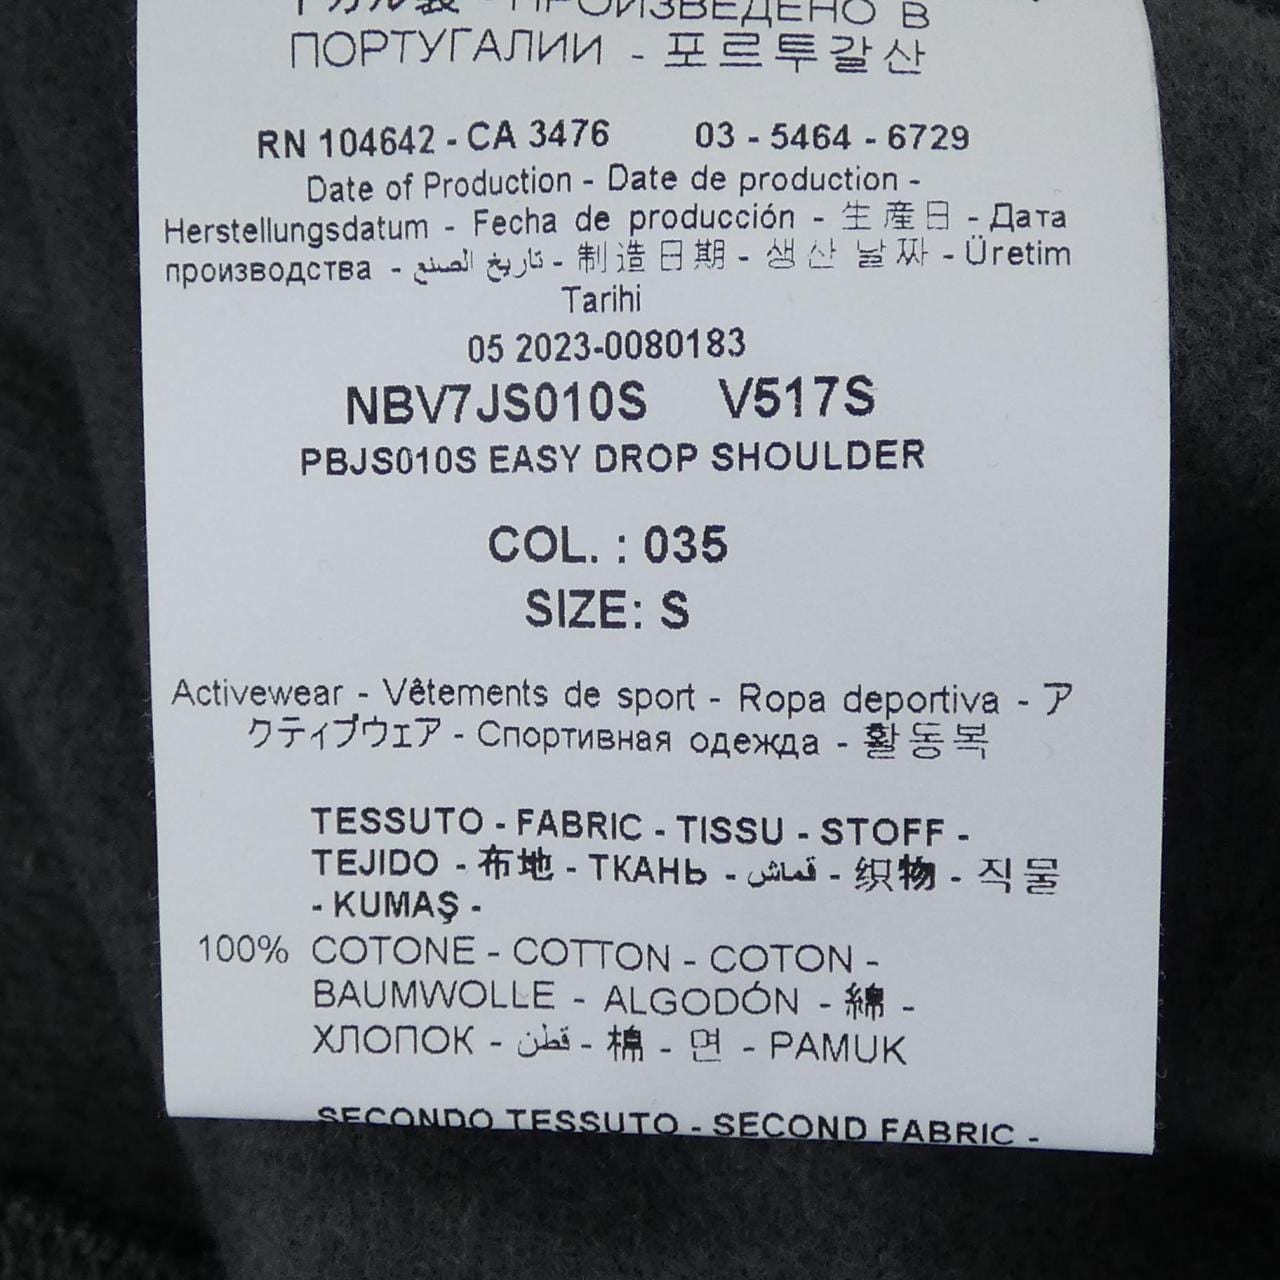 トガル製 - ПРОИЗВЕДЕНО В
ПОРТУГАЛИИ - 포르투갈산
RN 104642 - CA 3476 03 - 5464 - 6729
Date of Production - Date de production -
Herstellungsdatum - Fecha de producción - 生産日 - Дата
производства - تاريخ الصنع - 制造日期 - 생산 날짜 - Üretim
Tarihi
05 2023-0080183
NBV7JS010S V517S
PBJS010S EASY DROP SHOULDER
COL. : 035
SIZE: S
Activewear - Vêtements de sport - Ropa deportiva - ア
クティブウェア - Спортивная одежда - 활동복
TESSUTO - FABRIC - TISSU - STOFF -
TEJIDO - 布地 - ТКАНЬ - قماش - 织物 - 직물
- KUMAŞ -
100% COTONE - COTTON - COTON -
BAUMWOLLE - ALGODÓN - 綿 -
ХЛОПОК - قطن - 棉 - 면 - PAMUK
SECONDO TESSUTO - SECOND FABRIC -